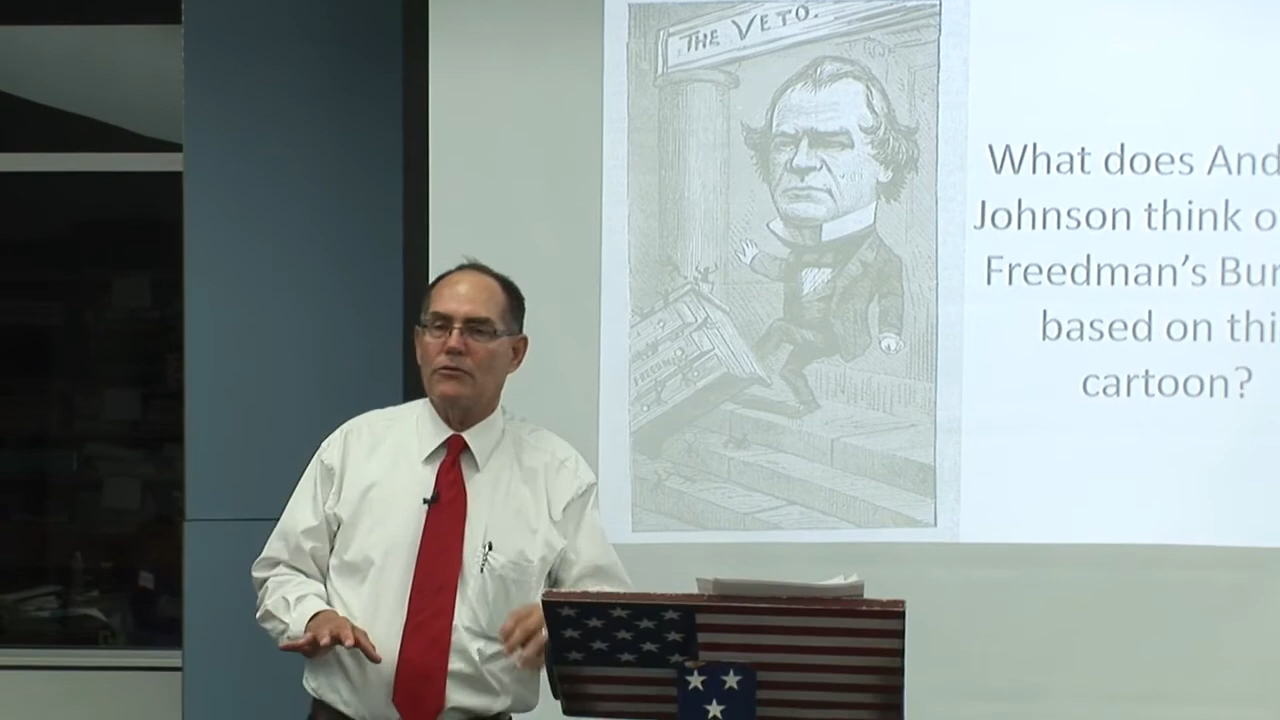 THE VETO.
What does And
Johnson think o
Freedman's Bur
based on thi
cartoon?